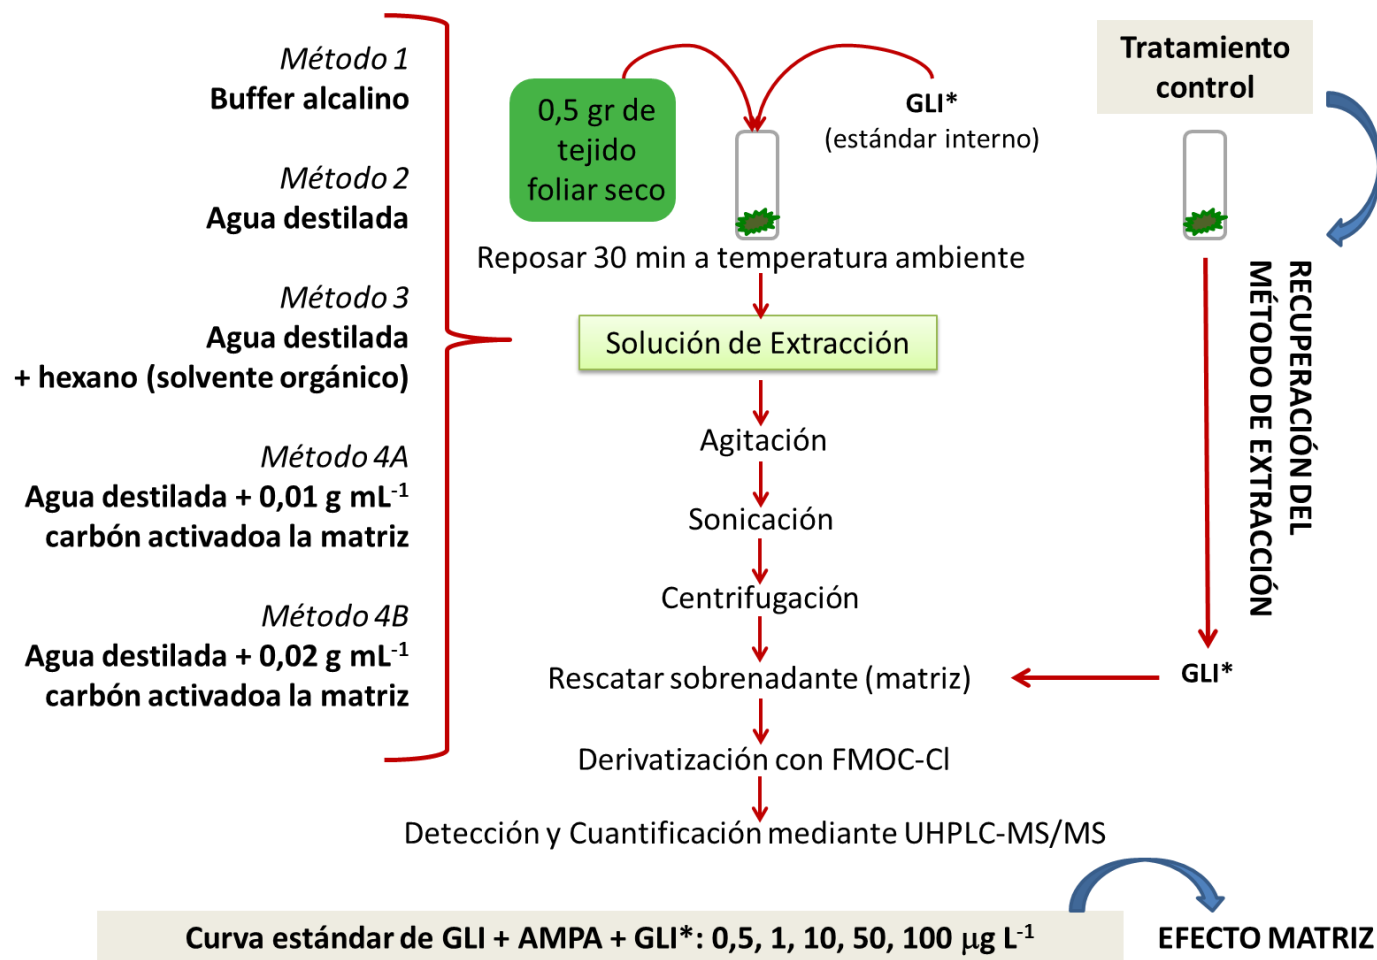 Método 1
Buffer alcalino
Método 2
Agua destilada
Método 3
Agua destilada
+ hexano (solvente orgánico)
Método 4A
Agua destilada + 0,01 g mL⁻¹
carbón activadoa la matriz
Método 4B
Agua destilada + 0,02 g mL⁻¹
carbón activadoa la matriz
0,5 gr de
tejido
foliar seco
GLI*
(estándar interno)
Reposar 30 min a temperatura ambiente
Solución de Extracción
Agitación
Sonicación
Centrifugación
Rescatar sobrenadante (matriz)
Derivatización con FMOC-Cl
Detección y Cuantificación mediante UHPLC-MS/MS
Tratamiento
control
RECUPERACIÓN DEL
MÉTODO DE EXTRACCIÓN
GLI*
Curva estándar de GLI + AMPA + GLI*: 0,5, 1, 10, 50, 100 μg L⁻¹
EFECTO MATRIZ